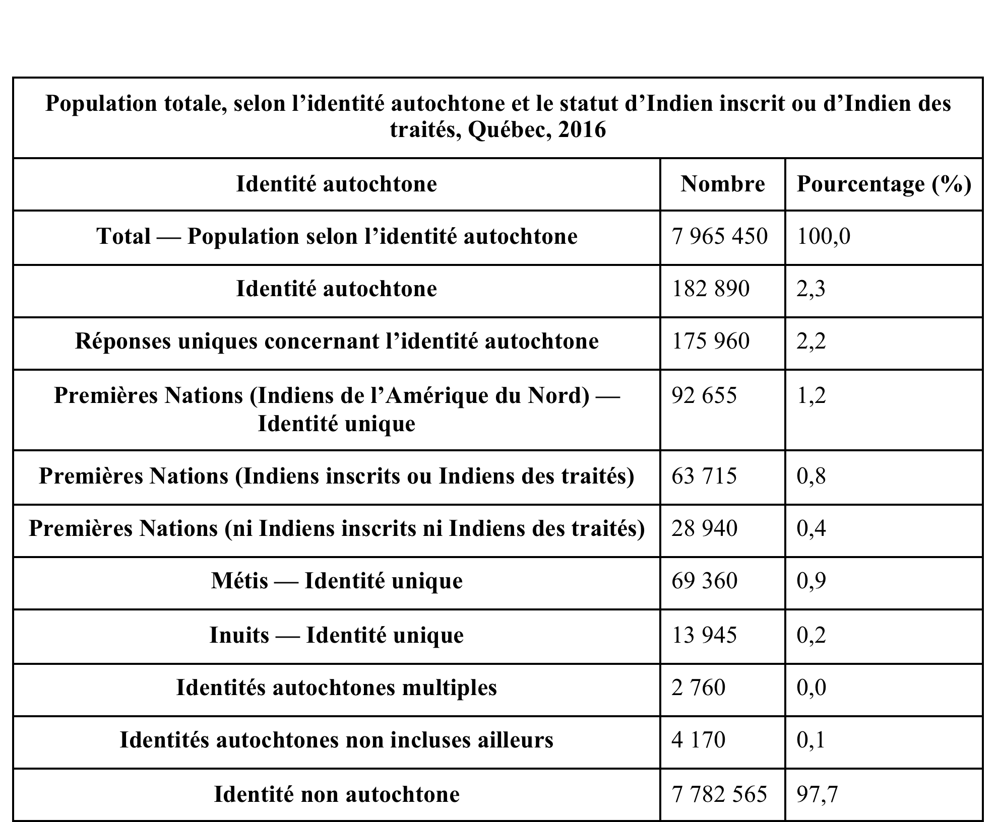 Population totale, selon l’identité autochtone et le statut d’Indien inscrit ou d’Indien des
traités, Québec, 2016
Identité autochtone Nombre Pourcentage (%)
Total — Population selon l’identité autochtone 7 965 450 100,0
Identité autochtone 182 890 2,3
Réponses uniques concernant l’identité autochtone 175 960 2,2
Premières Nations (Indiens de l’Amérique du Nord) — 92 655 1,2
Identité unique
Premières Nations (Indiens inscrits ou Indiens des traités) 63 715 0,8
Premières Nations (ni Indiens inscrits ni Indiens des traités) 28 940 0,4
Métis — Identité unique 69 360 0,9
Inuits — Identité unique 13 945 0,2
Identités autochtones multiples 2 760 0,0
Identités autochtones non incluses ailleurs 4 170 0,1
Identité non autochtone 7 782 565 97,7